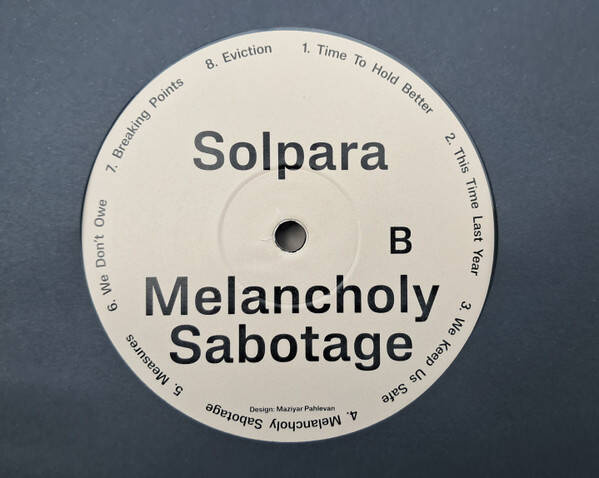 Solpara
B
Melancholy
Sabotage
Design: Maziyar Pahlevan
1. Time To Hold Better
2. This Time Last Year
3. We Keep Us Safe
4. Melancholy Sabotage
5. Measures
6. We Don't Owe
7. Breaking Points
8. Eviction